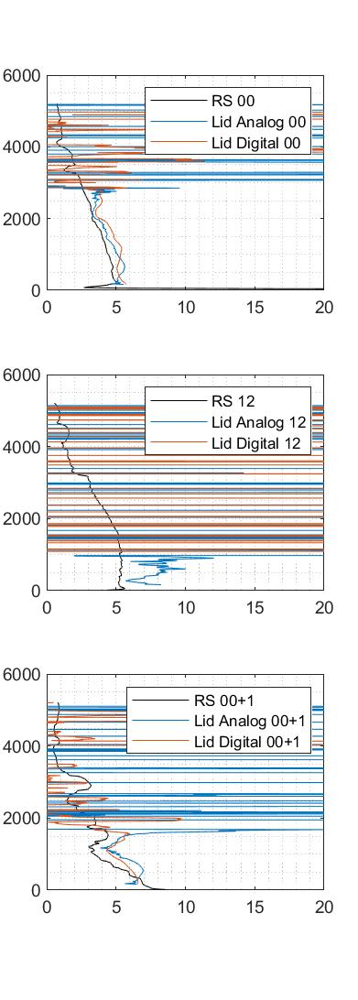 6000
RS 00
Lid Analog 00
Lid Digital 00
4000
2000
0
0 5 10 15 20
6000
RS 12
Lid Analog 12
Lid Digital 12
4000
2000
0
0 5 10 15 20
6000
RS 00+1
Lid Analog 00+1
Lid Digital 00+1
4000
2000
0
0 5 10 15 20